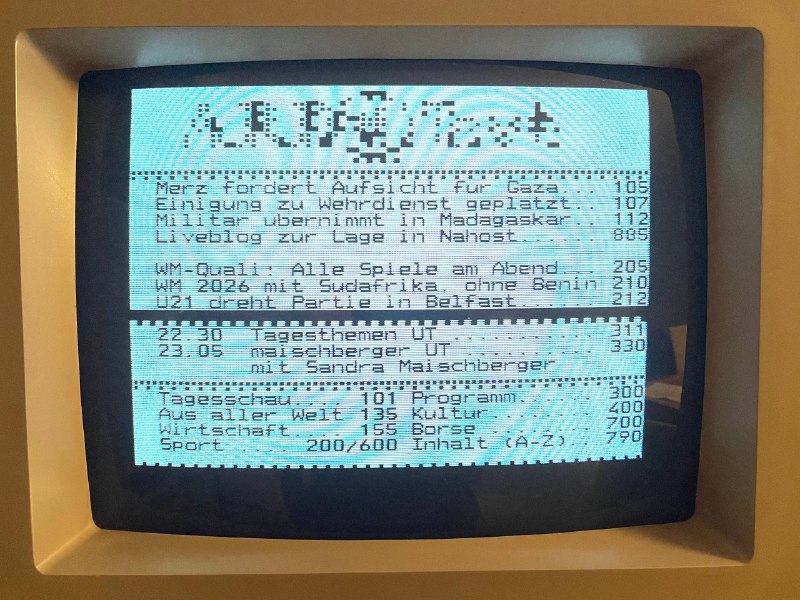 ARD Text
Merz fordert Aufsicht fur Gaza... 105
Einigung zu Wehrdienst geplatzt.. 107
Militar ubernimmt in Madagaskar.. 112
Liveblog zur Lage in Nahost...... 885
WM-Quali: Alle Spiele am Abend... 205
WM 2026 mit Sudafrika, ohne Benin 210
U21 dreht Partie in Belfast...... 212
22.30 Tagesthemen UT ............ 311
23.05 maischberger UT ........... 330
mit Sandra Maischberger
Tagesschau.... 101 Programm...... 300
Aus aller Welt 135 Kultur ....... 400
Wirtschaft... 155 Borse ........ 700
Sport ..... 200/600 Inhalt (A-Z) .. 790